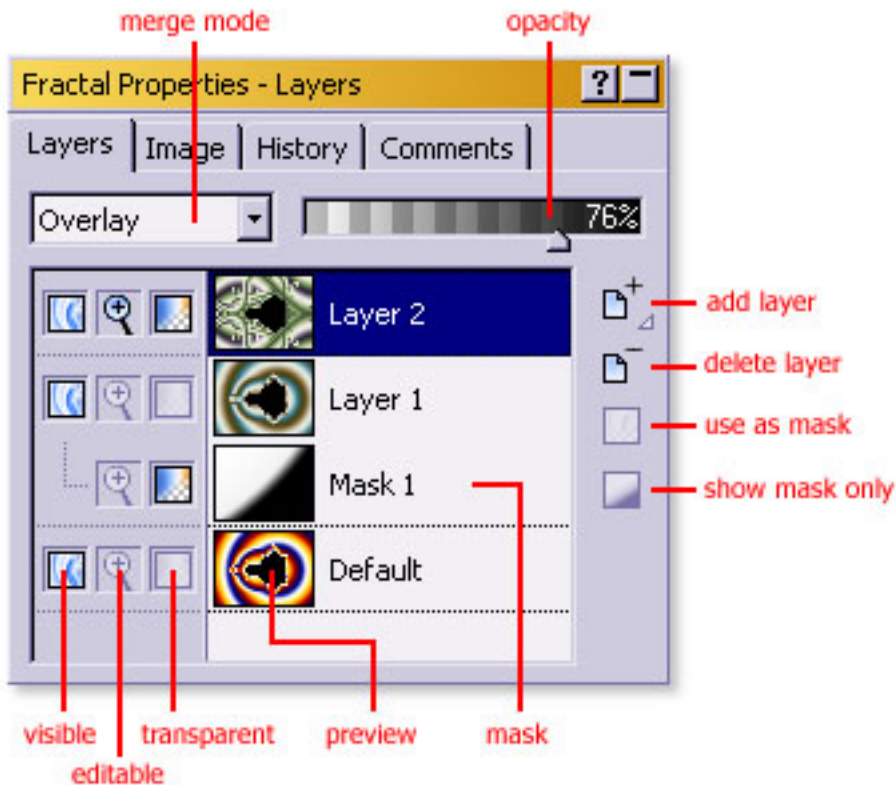 merge mode opacity
Fractal Properties - Layers ?
Layers Image History Comments
Overlay 76%
Layer 2 add layer
delete layer
Layer 1
use as mask
Mask 1 show mask only
Default
visible transparent preview mask
editable